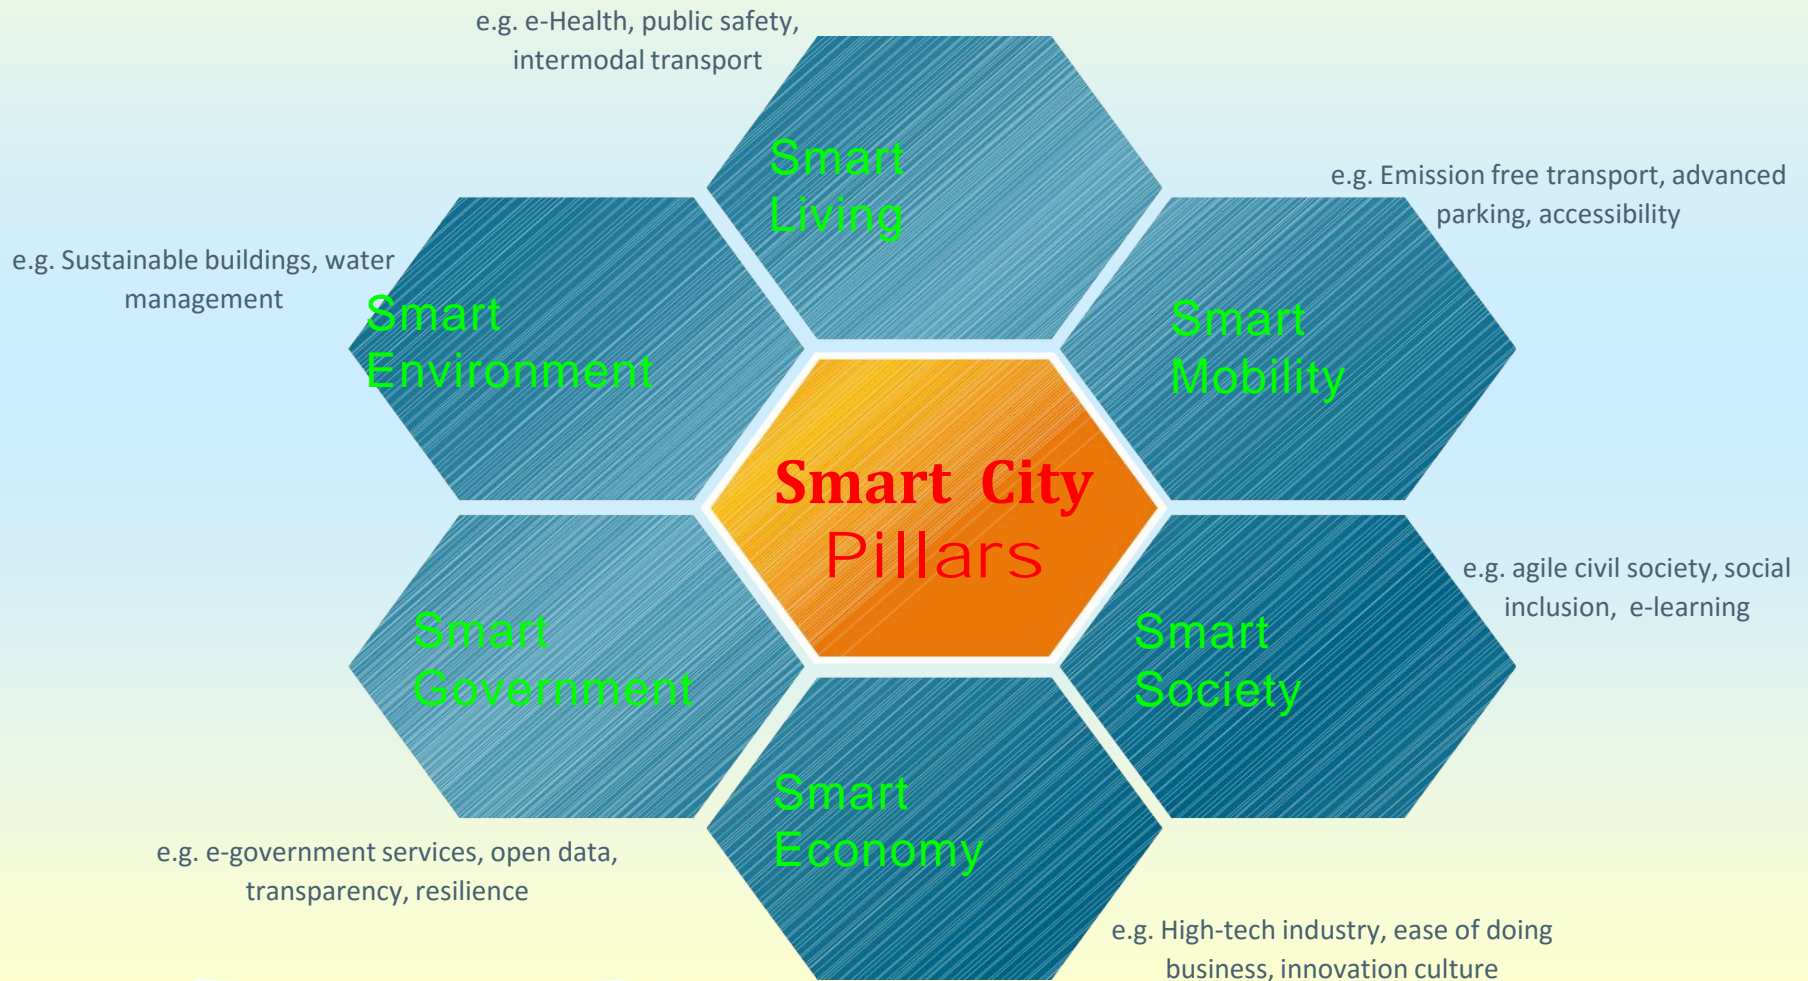 e.g. e-Health, public safety,
intermodal transport
Smart
Living
e.g. Emission free transport, advanced
parking, accessibility
Smart
Mobility
e.g. Sustainable buildings, water
management
Smart
Environment
Smart City
Pillars
e.g. agile civil society, social
inclusion, e-learning
Smart
Society
Smart
Government
e.g. e-government services, open data,
transparency, resilience
Smart
Economy
e.g. High-tech industry, ease of doing
business, innovation culture